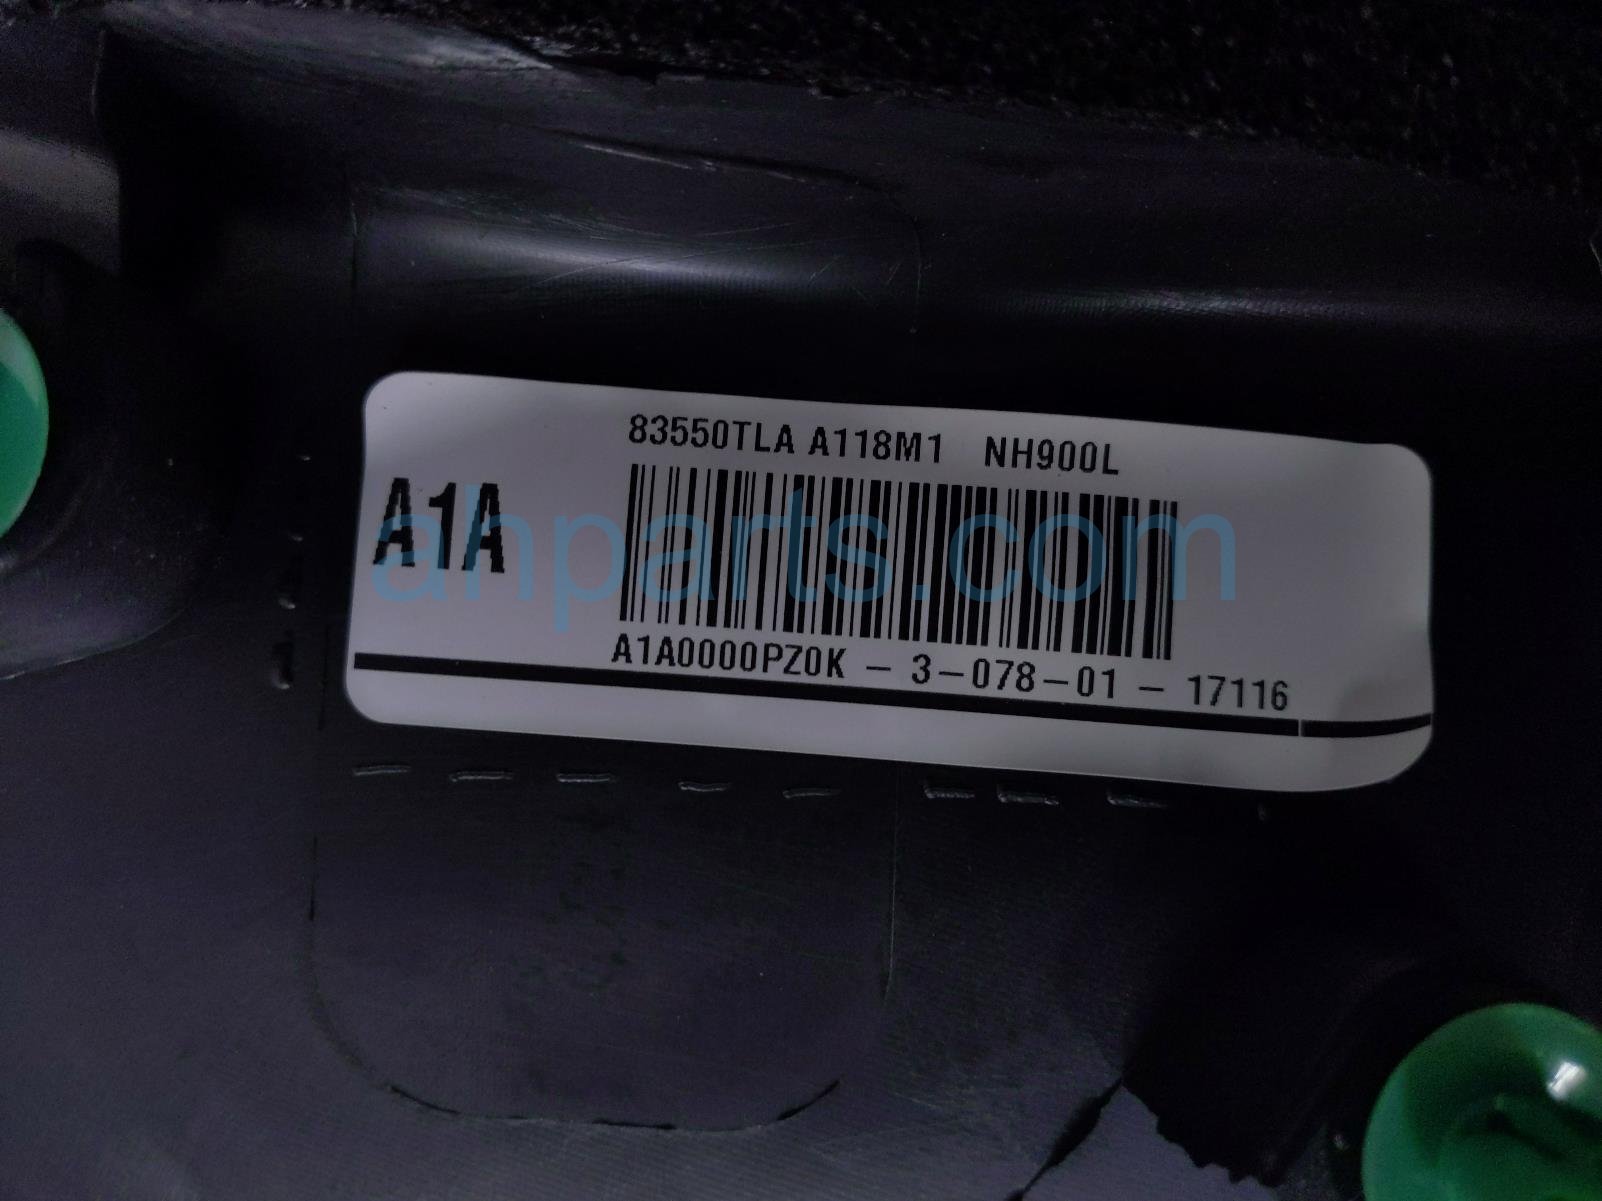 83550TLA A118M1 NH900L
A1A
ahparts.com
A1A0000PZ0K – 3–078–01 – 17116